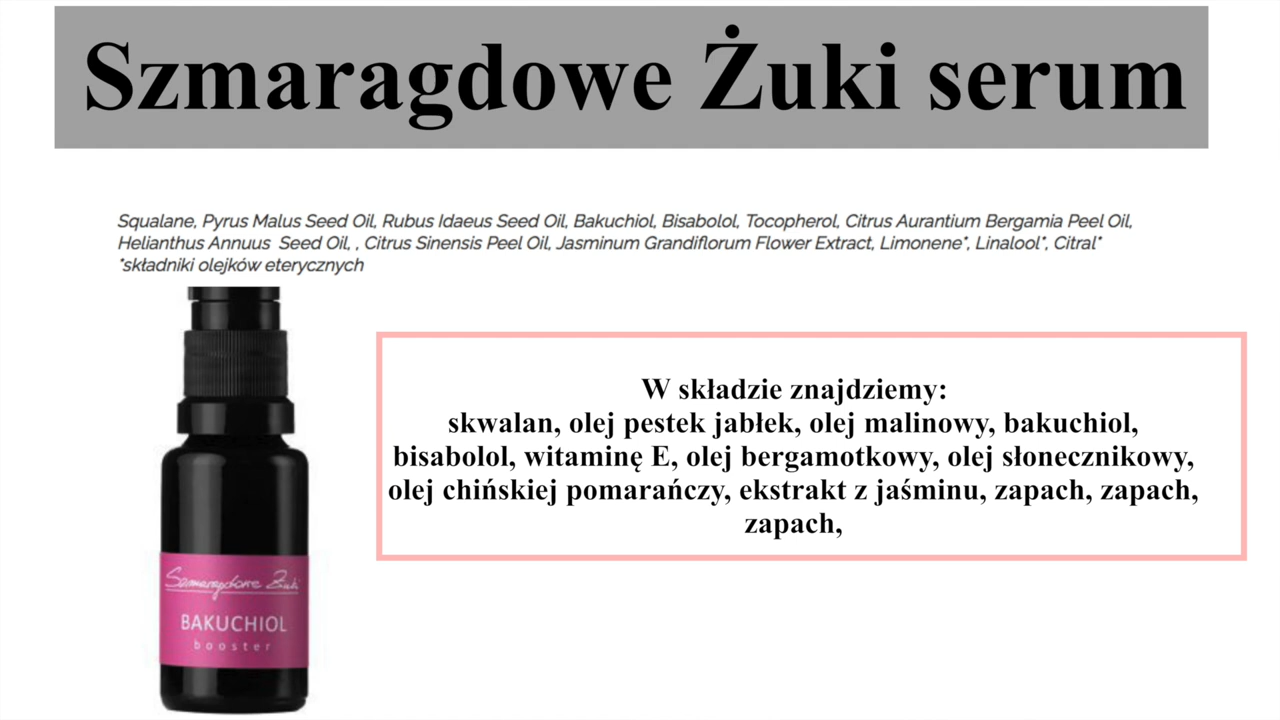 Szmaragdowe Żuki serum
Squalane, Pyrus Malus Seed Oil, Rubus Idaeus Seed Oil, Bakuchiol, Bisabolol, Tocopherol, Citrus Aurantium Bergamia Peel Oil,
Helianthus Annuus  Seed Oil, , Citrus Sinensis Peel Oil, Jasminum Grandiflorum Flower Extract, Limonene*, Linalool*, Citral*
*składniki olejków eterycznych
W składzie znajdziemy:
skwalan, olej pestek jabłek, olej malinowy, bakuchiol,
bisabolol, witaminę E, olej bergamotkowy, olej słonecznikowy,
olej chińskiej pomarańczy, ekstrakt z jaśminu, zapach, zapach,
zapach,
Szmaragdowe Żuki
BAKUCHIOL
booster